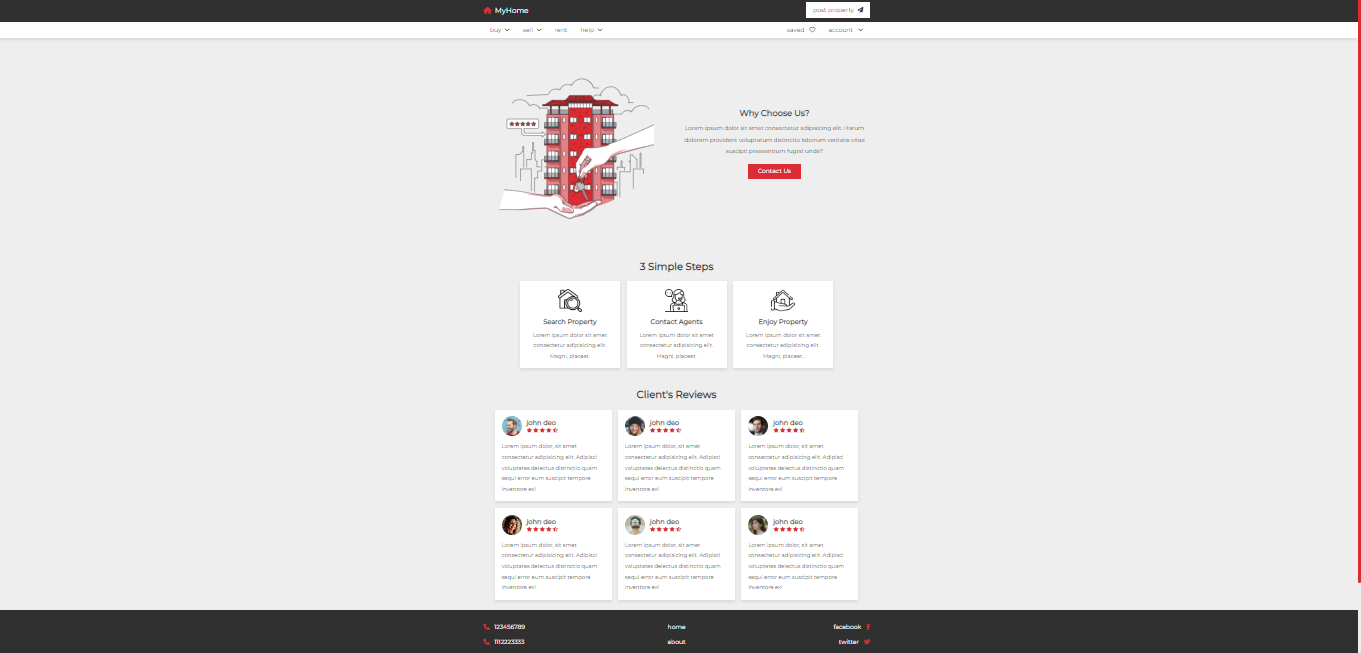 MyHome
post property
buy
sell
rent
help
saved
account
Why Choose Us?
Lorem ipsum dolor sit amet consectetur adipisicing elit. Harum
dolorem provident voluptatum distinctio laborum veritatis vitae
suscipit praesentium fugiat unde?
Contact Us
3 Simple Steps
Search Property
Lorem ipsum dolor sit amet
consectetur adipisicing elit.
Magni, placeat.
Contact Agents
Lorem ipsum dolor sit amet
consectetur adipisicing elit.
Magni, placeat.
Enjoy Property
Lorem ipsum dolor sit amet
consectetur adipisicing elit.
Magni, placeat.
Client's Reviews
john deo
Lorem ipsum dolor, sit amet
consectetur adipisicing elit. Adipisci
voluptates delectus distinctio quam
sequi error eum suscipit tempore
inventore ex!
john deo
Lorem ipsum dolor, sit amet
consectetur adipisicing elit. Adipisci
voluptates delectus distinctio quam
sequi error eum suscipit tempore
inventore ex!
john deo
Lorem ipsum dolor, sit amet
consectetur adipisicing elit. Adipisci
voluptates delectus distinctio quam
sequi error eum suscipit tempore
inventore ex!
john deo
Lorem ipsum dolor, sit amet
consectetur adipisicing elit. Adipisci
voluptates delectus distinctio quam
sequi error eum suscipit tempore
inventore ex!
john deo
Lorem ipsum dolor, sit amet
consectetur adipisicing elit. Adipisci
voluptates delectus distinctio quam
sequi error eum suscipit tempore
inventore ex!
john deo
Lorem ipsum dolor, sit amet
consectetur adipisicing elit. Adipisci
voluptates delectus distinctio quam
sequi error eum suscipit tempore
inventore ex!
123456789
1112223333
home
about
facebook
twitter